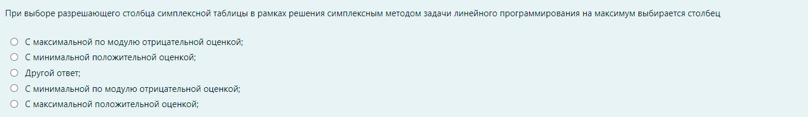 При выборе разрешающего столбца симплексной таблицы в рамках решения симплексным методом задачи линейного программирования на максимум выбирается столбец
С максимальной по модулю отрицательной оценкой;
С минимальной положительной оценкой;
Другой ответ;
С минимальной по модулю отрицательной оценкой;
С максимальной положительной оценкой;